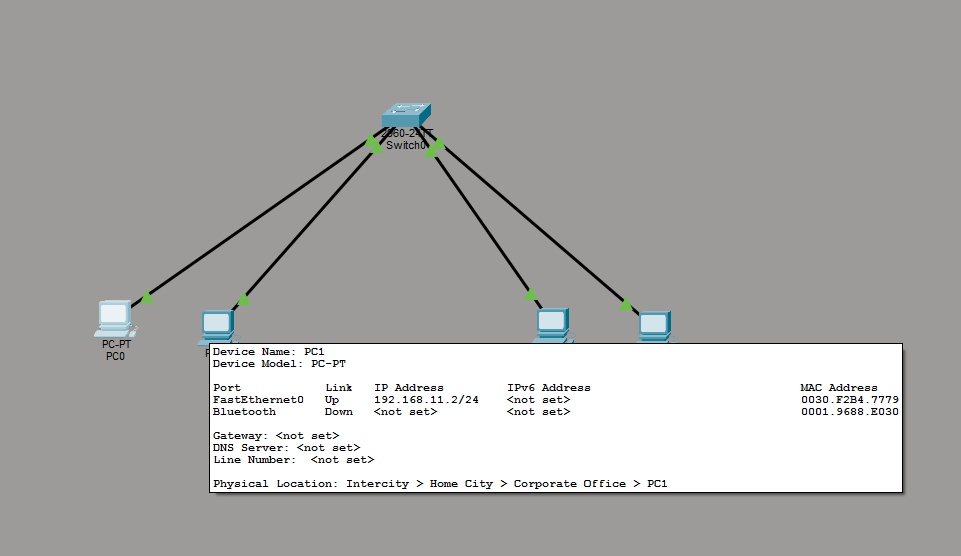 2960-24TT
Switch0
PC-PT
PC0
Device Name: PC1
Device Model: PC-PT
Port Link IP Address IPv6 Address MAC Address
FastEthernet0 Up 192.168.11.2/24 <not set> 0030.F2B4.7779
Bluetooth Down <not set> <not set> 0001.9688.E030
Gateway: <not set>
DNS Server: <not set>
Line Number: <not set>
Physical Location: Intercity > Home City > Corporate Office > PC1